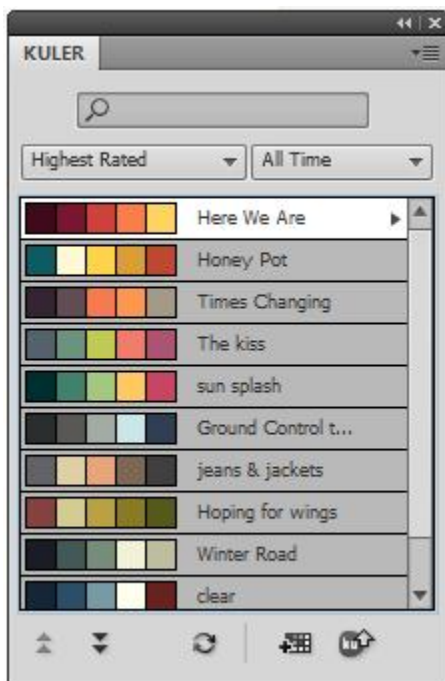 KULER
Highest Rated
All Time
Here We Are
Honey Pot
Times Changing
The kiss
sun splash
Ground Control t...
jeans & jackets
Hoping for wings
Winter Road
clear